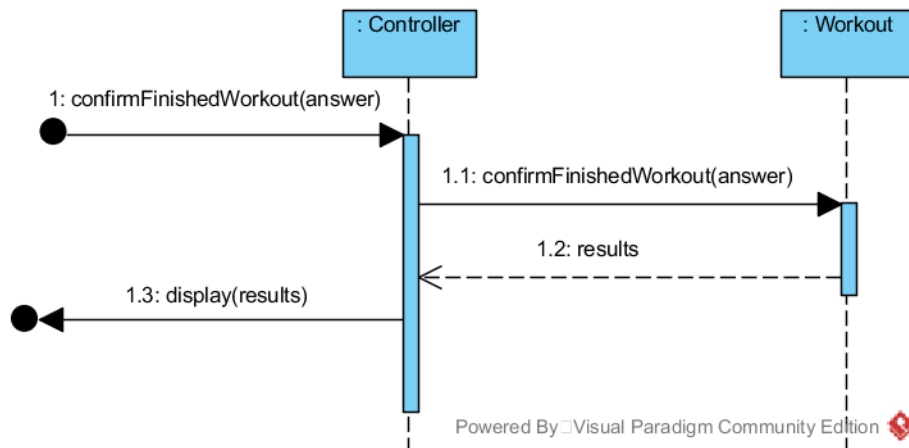 : Controller
: Workout
1: confirmFinishedWorkout(answer)
1.1: confirmFinishedWorkout(answer)
1.2: results
1.3: display(results)
Powered By□Visual Paradigm Community Edition